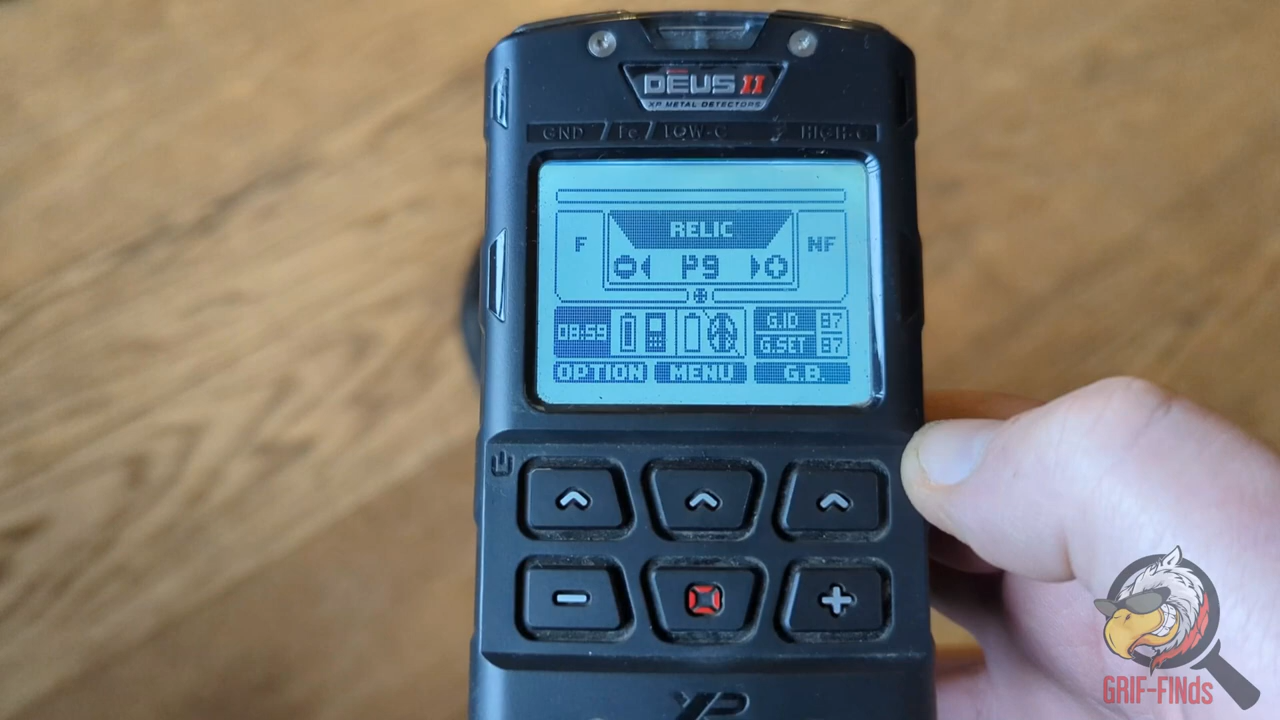 DEUS II
XP METAL DETECTORS
GND / Fe / LOW-C HIGH-C
RELIC
F NF
P9
08:59
G.ID 87
G.SET 87
OPTION MENU G.B.
XP
GRIF-FINds